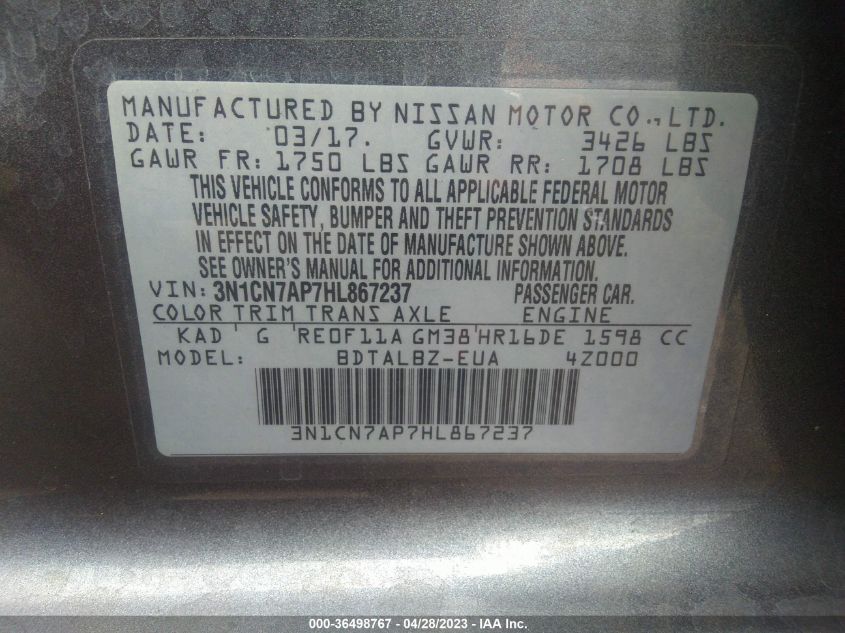 MANUFACTURED BY NISSAN MOTOR CO., LTD.
DATE: 03/17. GVWR: 3426 LBS
GAWR FR: 1750 LBS GAWR RR: 1708 LBS
THIS VEHICLE CONFORMS TO ALL APPLICABLE FEDERAL MOTOR
VEHICLE SAFETY, BUMPER AND THEFT PREVENTION STANDARDS
IN EFFECT ON THE DATE OF MANUFACTURE SHOWN ABOVE.
SEE OWNER'S MANUAL FOR ADDITIONAL INFORMATION.
VIN: 3N1CN7AP7HL867237 PASSENGER CAR.
COLOR TRIM TRANS AXLE ENGINE
KAD G RE0F11A GM38 HR16DE 1598 CC
MODEL: BDTALBZ-EUA 4Z000
3N1CN7AP7HL867237
000-36498767 - 04/28/2023 - IAA Inc.